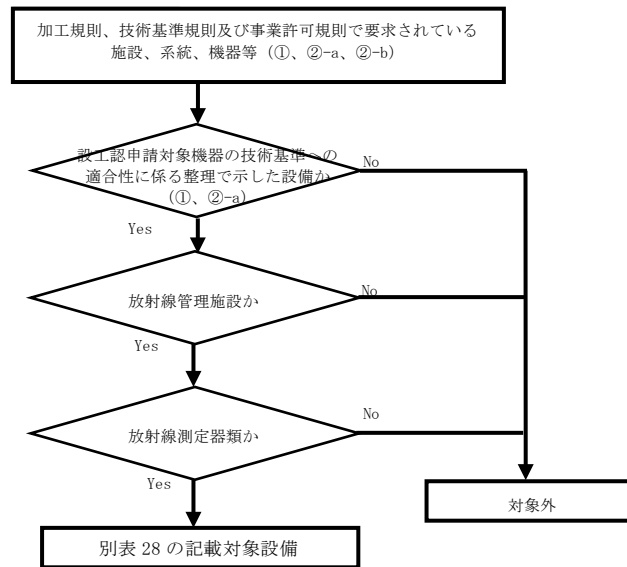 加工規則、技術基準規則及び事業許可規則で要求されている
施設、系統、機器等（①、②-a、②-b）
設工認申請対象機器の技術基準への
適合性に係る整理で示した設備か
（①、②-a）
No
Yes
放射線管理施設か
No
Yes
放射線測定器類か
No
Yes
対象外
別表 28 の記載対象設備